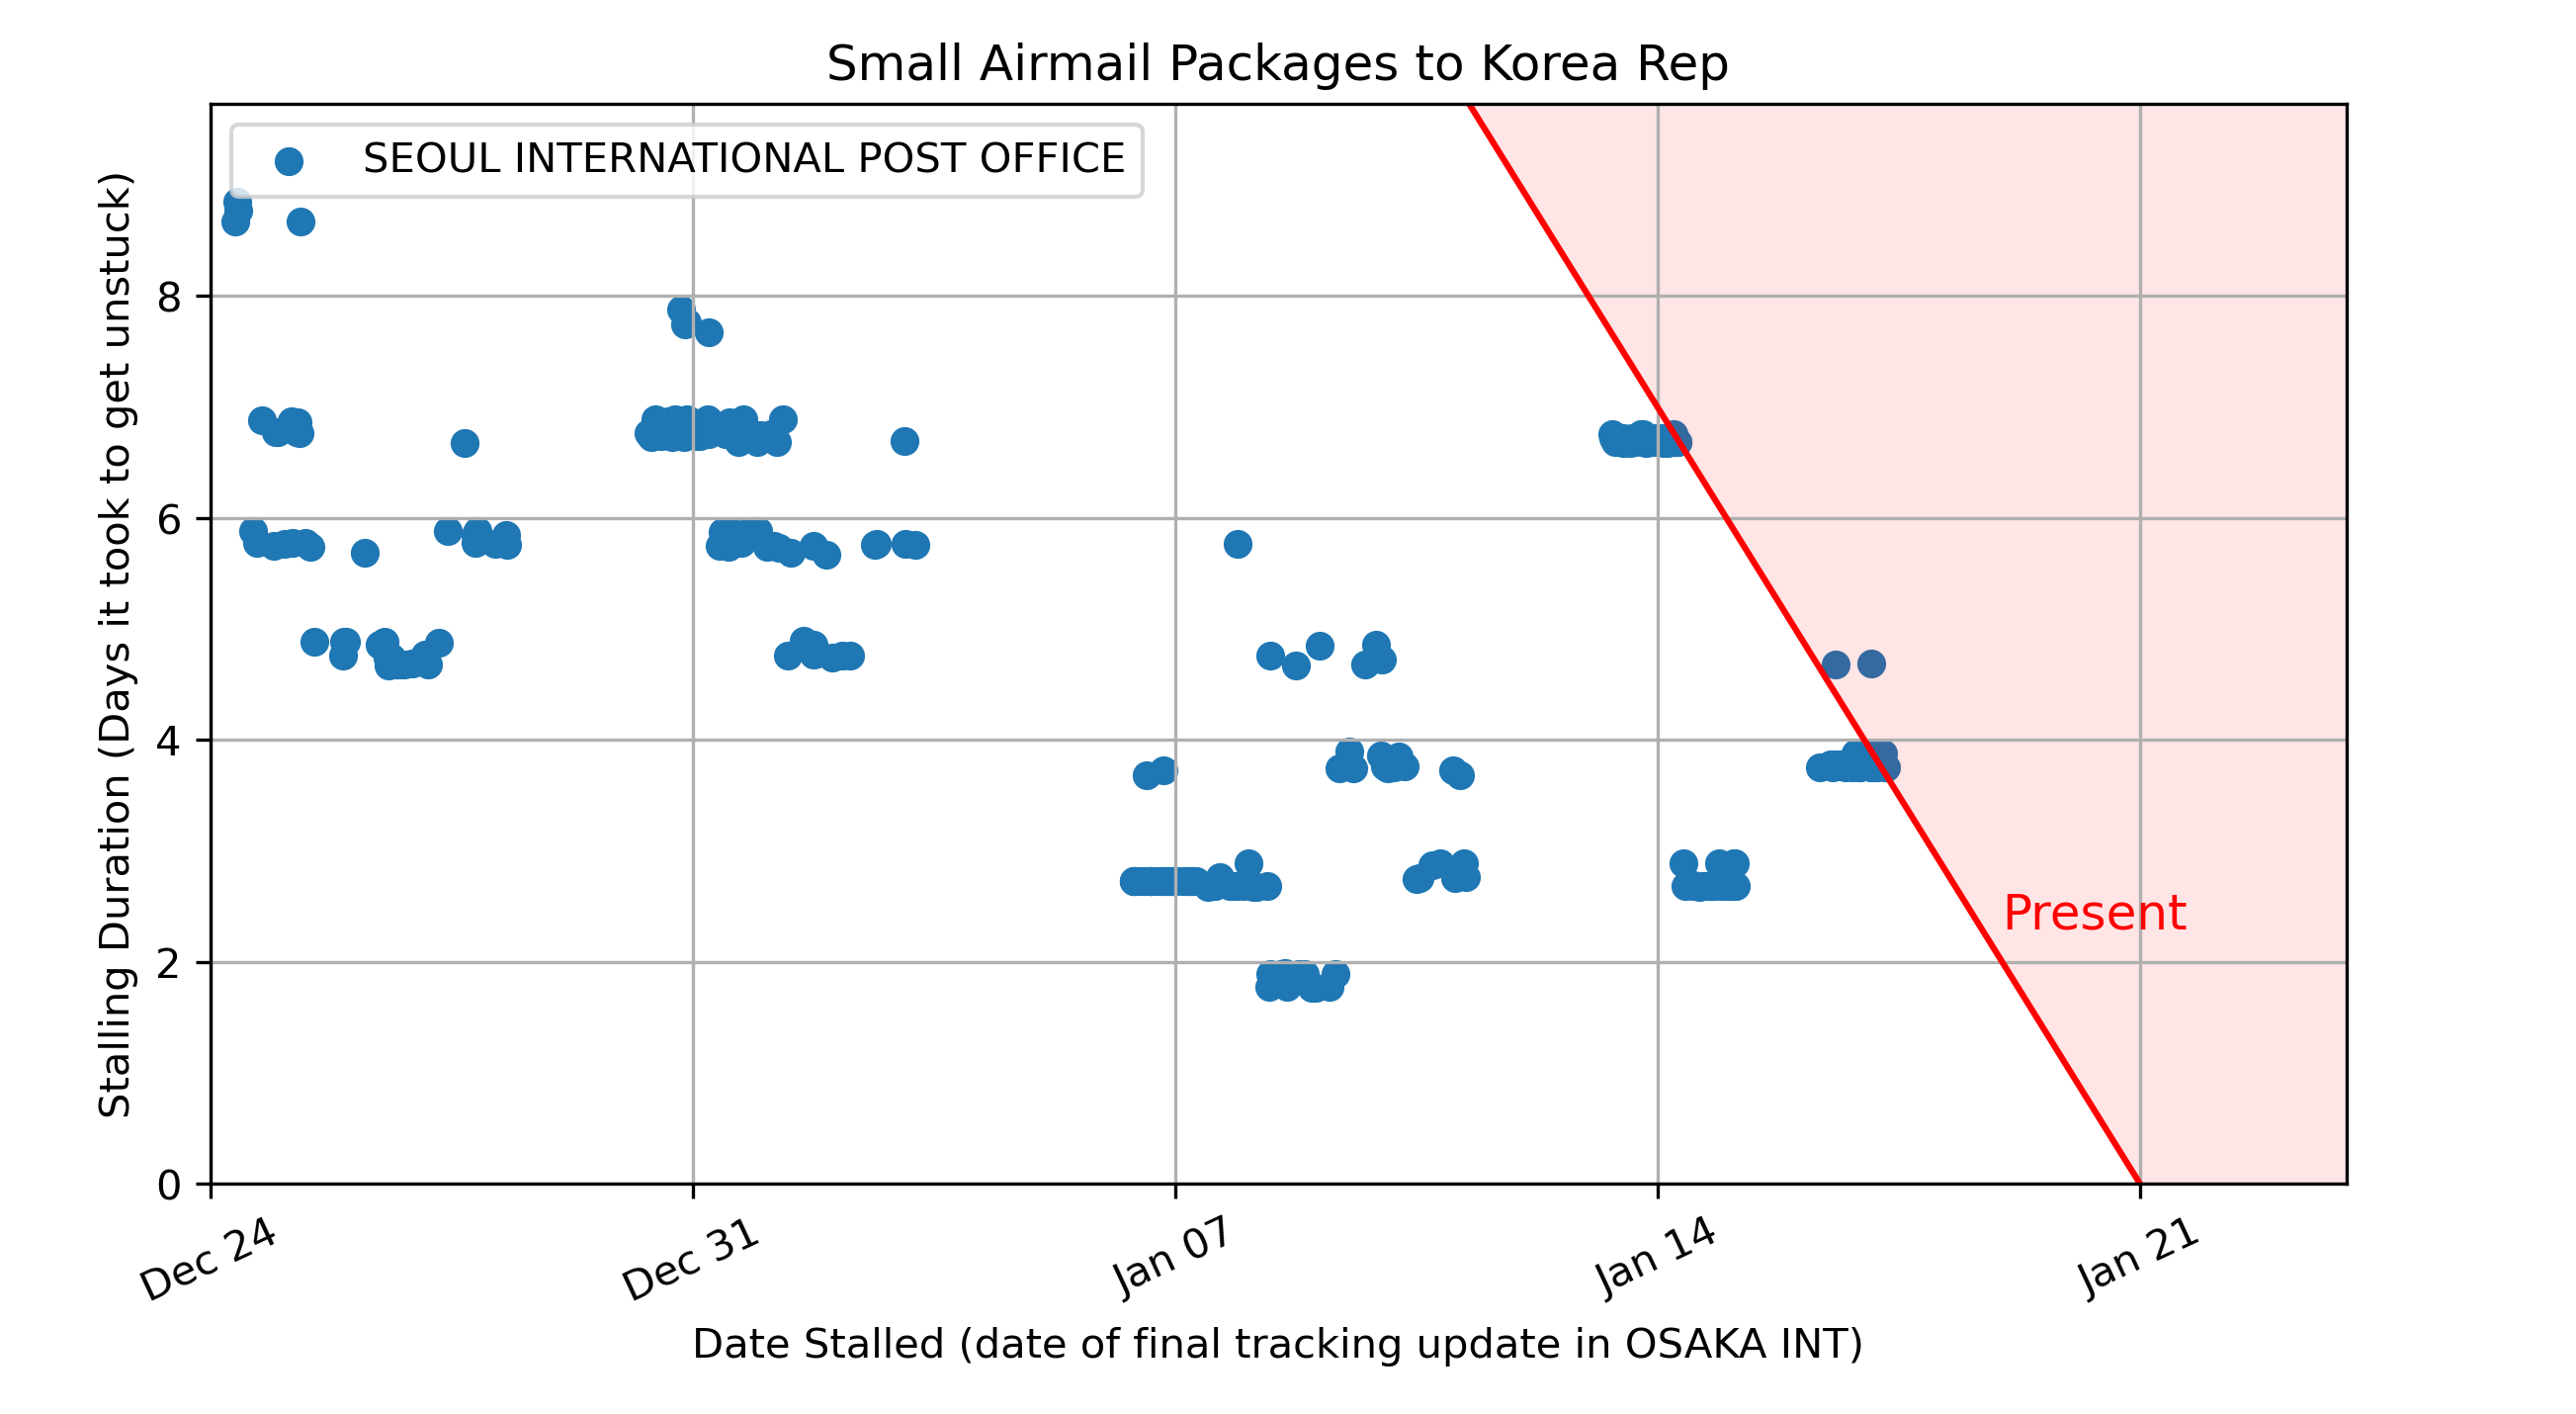 Small Airmail Packages to Korea Rep
SEOUL INTERNATIONAL POST OFFICE
Stalling Duration (Days it took to get unstuck)
8
6
4
2
0
Present
Dec 24
Dec 31
Jan 07
Jan 14
Jan 21
Date Stalled (date of final tracking update in OSAKA INT)